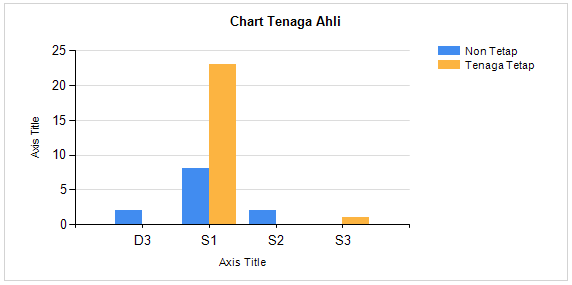 Chart Tenaga Ahli
Non Tetap
Tenaga Tetap
25
20
15
10
5
0
Axis Title
D3 S1 S2 S3
Axis Title